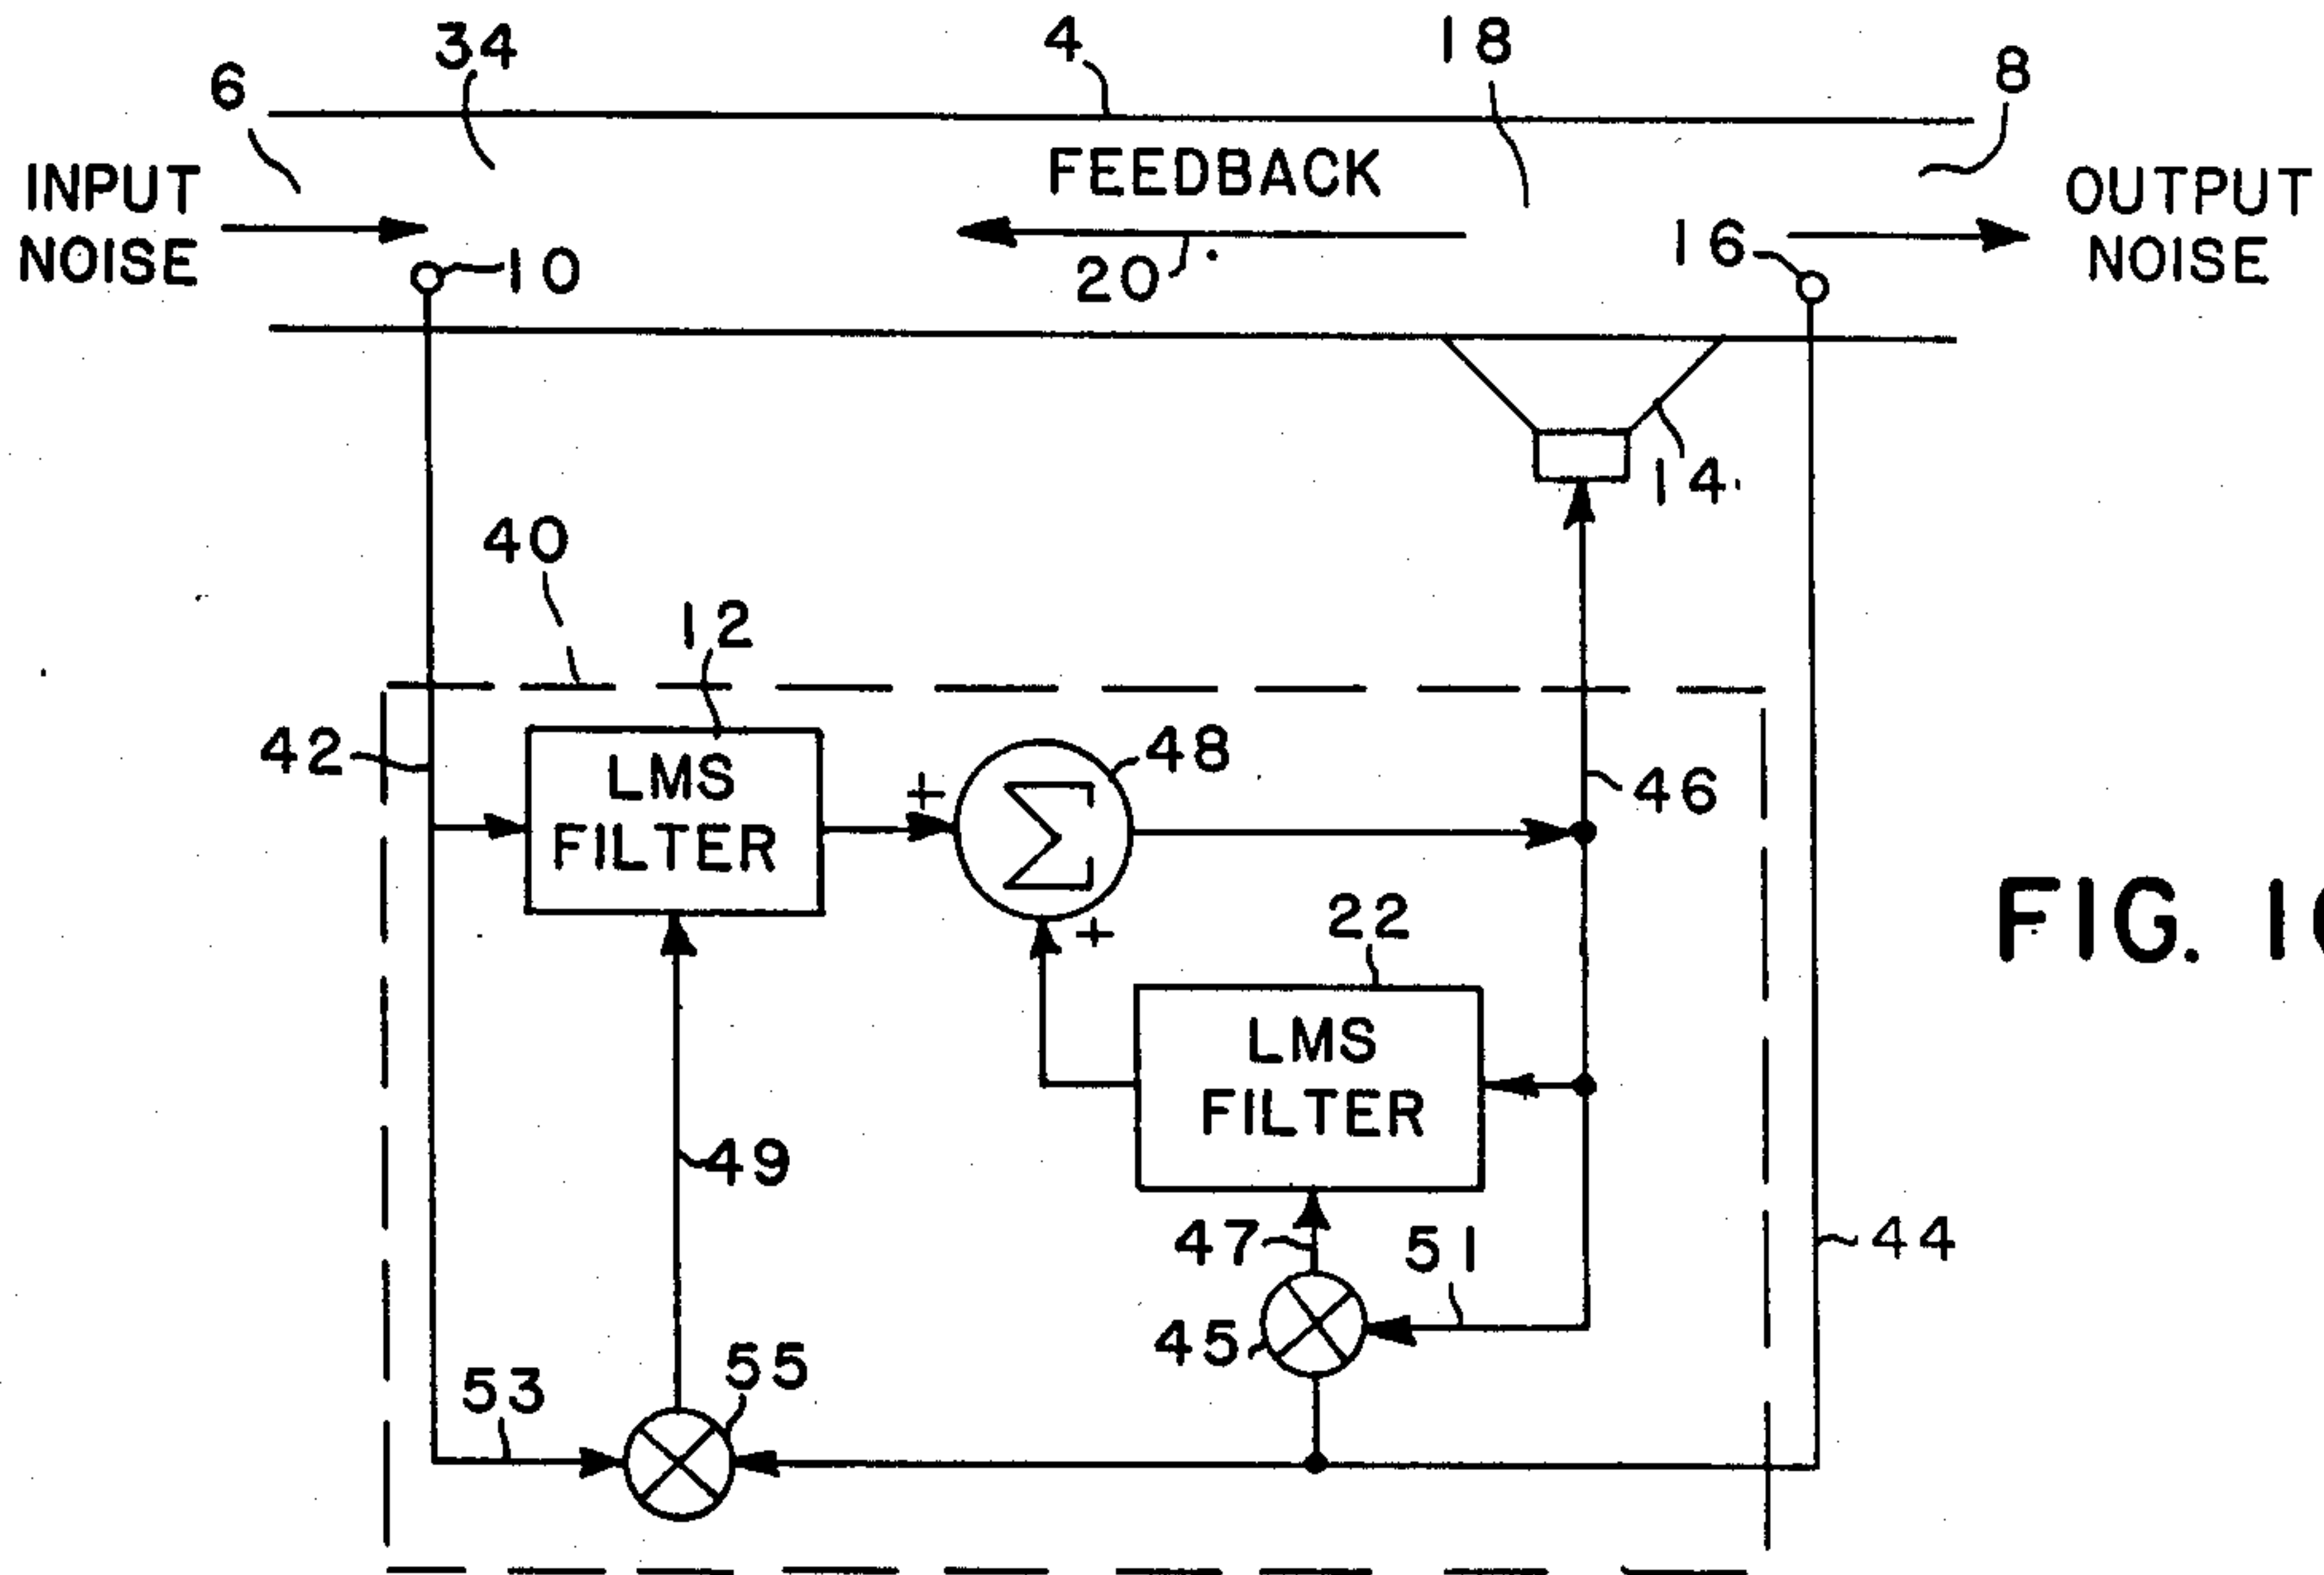 34
4
18
8
6
INPUT
NOISE
FEEDBACK
20
10
16
OUTPUT
NOISE
14
40
12
42
LMS
FILTER
+
48
Σ
+
46
22
LMS
FILTER
FIG.
49
47
51
44
45
53
55